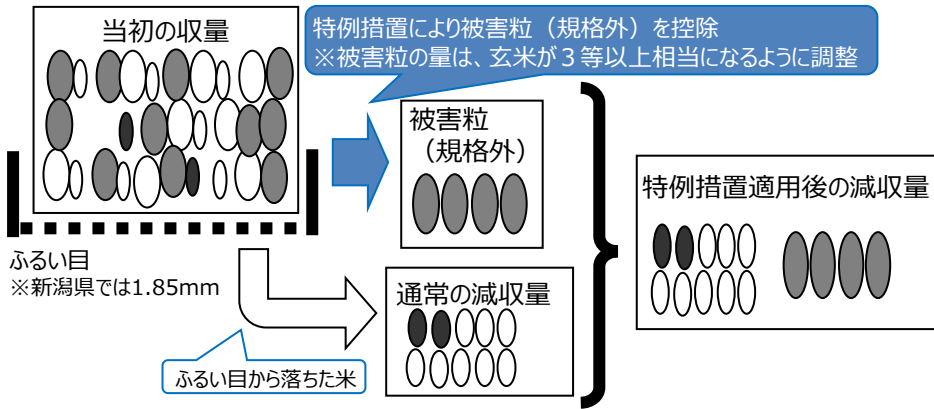 当初の収量
特例措置により被害粒（規格外）を控除
※被害粒の量は、玄米が３等以上相当になるように調整
被害粒
（規格外）
特例措置適用後の減収量
ふるい目
※新潟県では1.85mm
通常の減収量
ふるい目から落ちた米